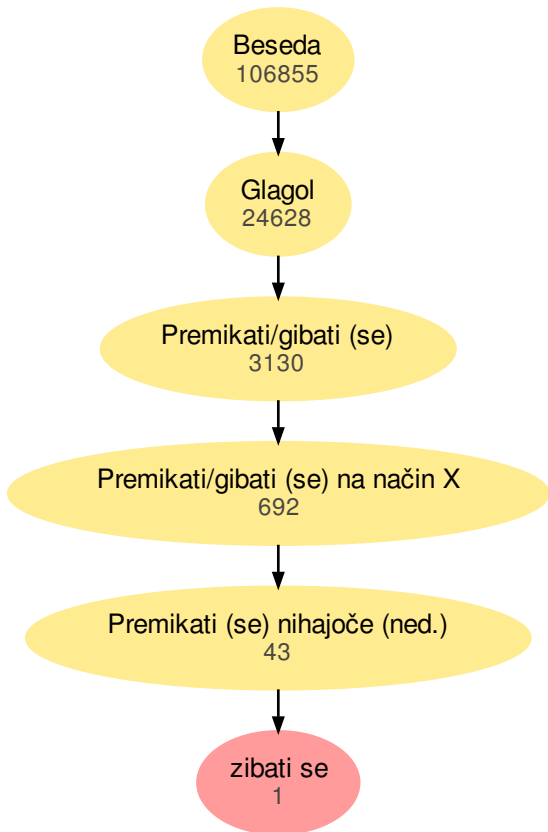 Beseda
106855
Glagol
24628
Premikati/gibati (se)
3130
Premikati/gibati (se) na način X
692
Premikati (se) nihajoče (ned.)
43
zibati se
1